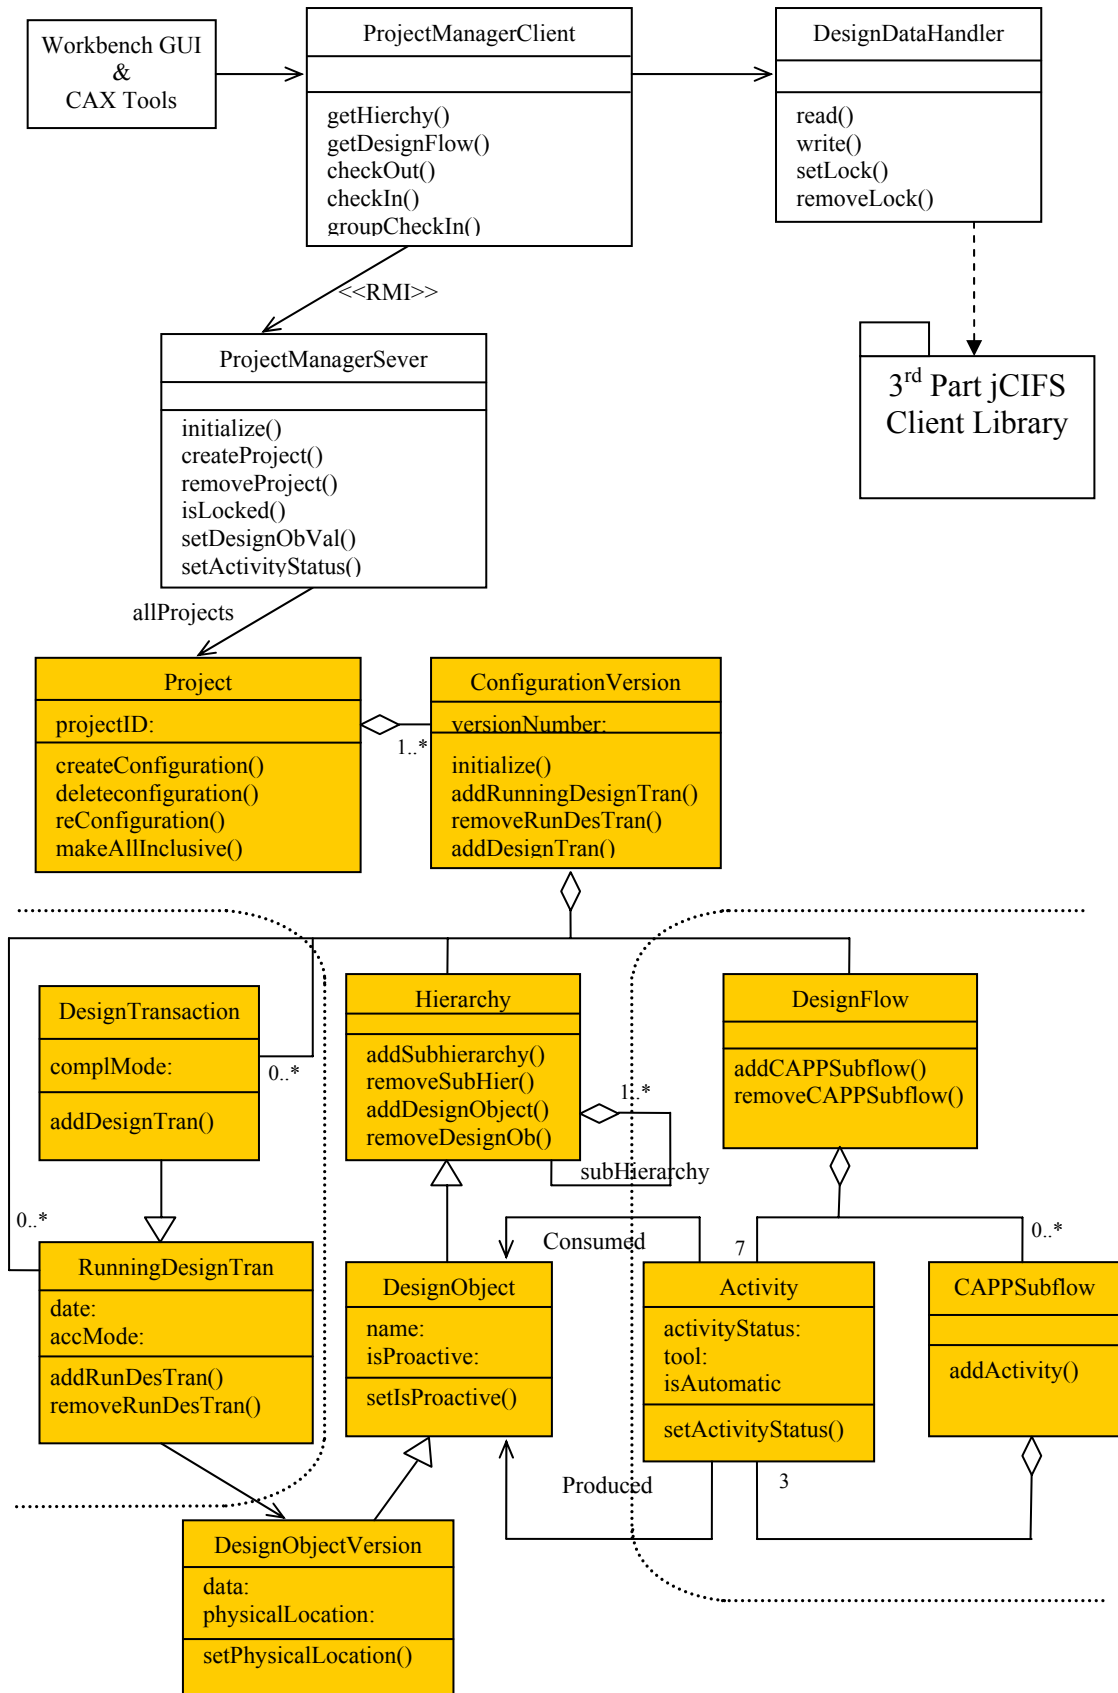 Workbench GUI
&
CAX Tools
ProjectManagerClient
getHierchy()
getDesignFlow()
checkOut()
checkIn()
groupCheckIn()
DesignDataHandler
read()
write()
setLock()
removeLock()
<<RMI>>
ProjectManagerSever
initialize()
createProject()
removeProject()
isLocked()
setDesignObVal()
setActivityStatus()
3rd Part jCIFS
Client Library
allProjects
Project
projectID:
createConfiguration()
deleteconfiguration()
reConfiguration()
makeAllInclusive()
1..*
ConfigurationVersion
versionNumber:
initialize()
addRunningDesignTran()
removeRunDesTran()
addDesignTran()
DesignTransaction
complMode:
addDesignTran()
0..*
Hierarchy
addSubhierarchy()
removeSubHier()
addDesignObject()
removeDesignOb()
1..*
subHierarchy
DesignFlow
addCAPPSubflow()
removeCAPPSubflow()
0..*
RunningDesignTran
date:
accMode:
addRunDesTran()
removeRunDesTran()
Consumed
7
0..*
DesignObject
name:
isProactive:
setIsProactive()
Activity
activityStatus:
tool:
isAutomatic
setActivityStatus()
CAPPSubflow
addActivity()
Produced
3
DesignObjectVersion
data:
physicalLocation:
setPhysicalLocation()